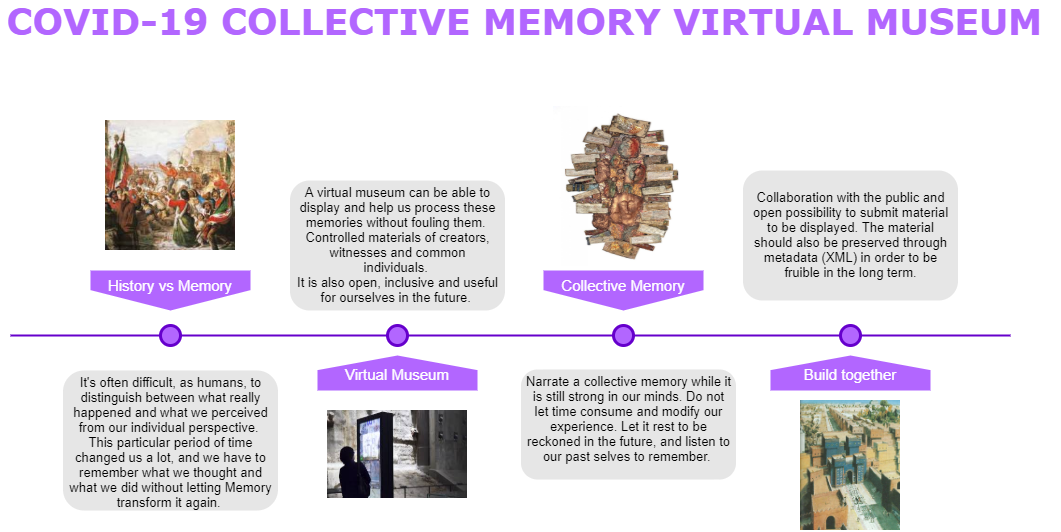 COVID-19 COLLECTIVE MEMORY VIRTUAL MUSEUM
History vs Memory
It's often difficult, as humans, to
distinguish between what really
happened and what we perceived
from our individual perspective.
This particular period of time
changed us a lot, and we have to
remember what we thought and
what we did without letting Memory
transform it again.
A virtual museum can be able to
display and help us process these
memories without fouling them.
Controlled materials of creators,
witnesses and common
individuals.
It is also open, inclusive and useful
for ourselves in the future.
Virtual Museum
Collective Memory
Narrate a collective memory while it
is still strong in our minds. Do not
let time consume and modify our
experience. Let it rest to be
reckoned in the future, and listen to
our past selves to remember.
Collaboration with the public and
open possibility to submit material
to be displayed. The material
should also be preserved through
metadata (XML) in order to be
fruible in the long term.
Build together